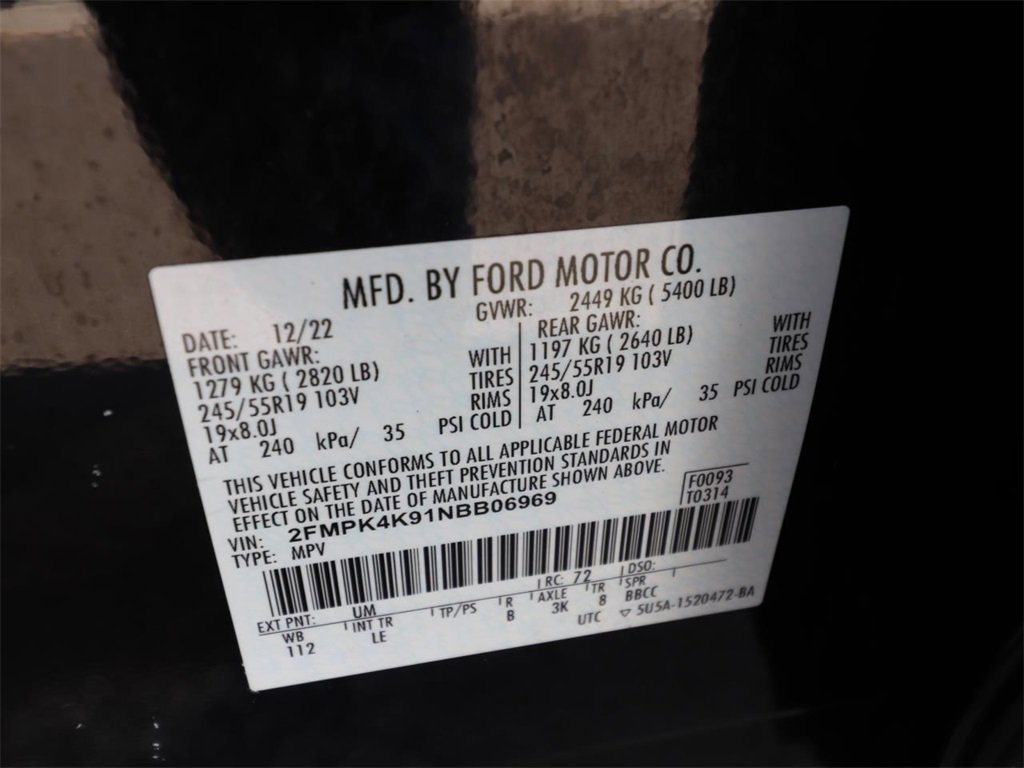 MFD. BY FORD MOTOR CO.
DATE: 12/22 GVWR: 2449 KG ( 5400 LB)
FRONT GAWR: REAR GAWR:
1279 KG ( 2820 LB) WITH 1197 KG ( 2640 LB) WITH
245/55R19 103V TIRES 245/55R19 103V TIRES
19x8.0J RIMS 19x8.0J RIMS
AT 240 kPa/ 35 PSI COLD AT 240 kPa/ 35 PSI COLD
THIS VEHICLE CONFORMS TO ALL APPLICABLE FEDERAL MOTOR
VEHICLE SAFETY AND THEFT PREVENTION STANDARDS IN
EFFECT ON THE DATE OF MANUFACTURE SHOWN ABOVE.
VIN: 2FMPK4K91NBB06969 F0093
TYPE: MPV T0314
EXT PNT: UM RC: 72 DSO:
WB INT TR TP/PS R AXLE TR SPR
112 LE B 3K 8 BBCC
UTC ▽ 5U5A-1520472-BA